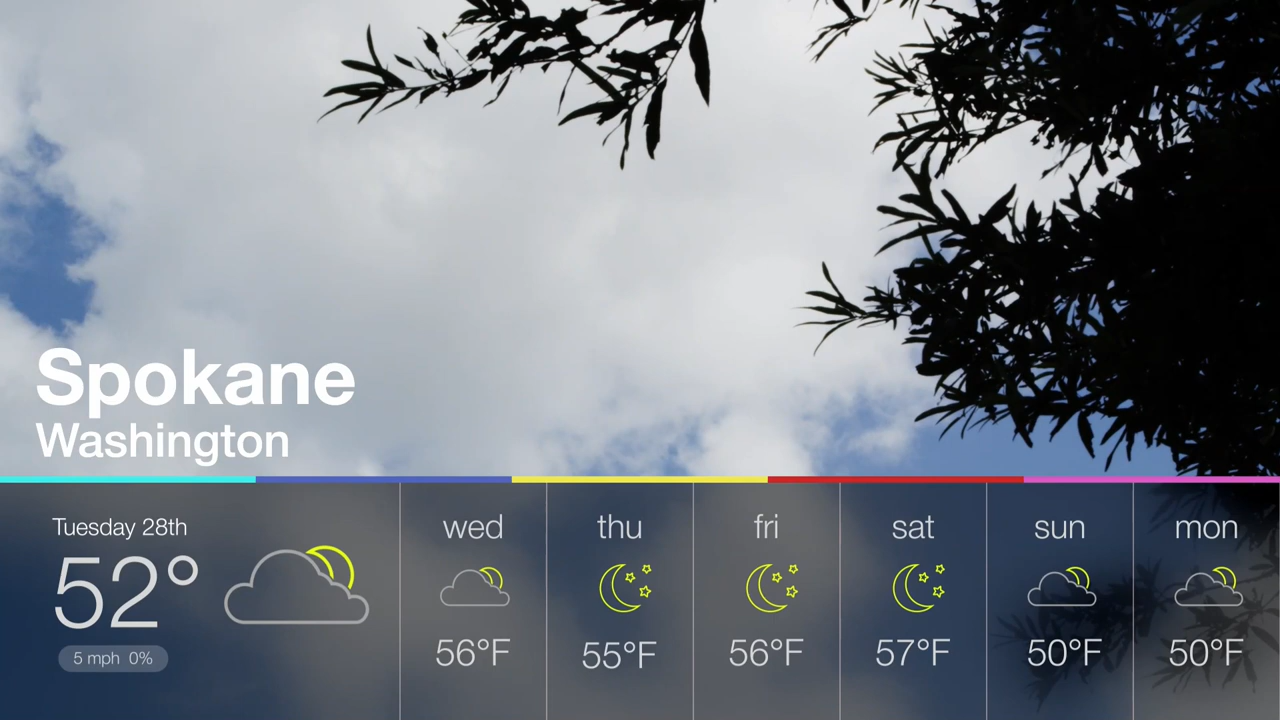 Spokane
Washington
Tuesday 28th
52°
5 mph 0%
wed
56°F
thu
55°F
fri
56°F
sat
57°F
sun
50°F
mon
50°F